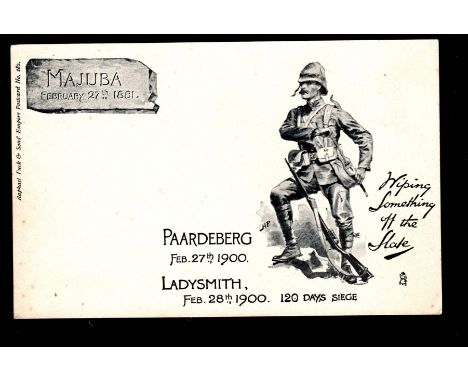 MAJUBA
FEBRUARY 27th 1881.
Raphael Tuck & Sons' Empire Postcard No.
Wiping
Something
off the
Slate
PAARDEBERG
FEB. 27th 1900.
LADYSMITH,
FEB. 28th 1900. 120 DAYS SIEGE